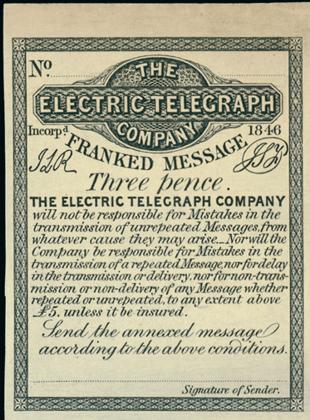 No.
THE
ELECTRIC TELEGRAPH
COMPANY
Incorpd. 1846
FRANKED MESSAGE
Three pence.
THE ELECTRIC TELEGRAPH COMPANY
will not be responsible for Mistakes in the
transmission of unrepeated Messages, from
whatever cause they may arise._ Nor will the
Company be responsible for Mistakes in the
transmission of a repeated Message, nor for delay
in the transmission or delivery, nor for non-trans-
mission or non-delivery of any Message whether
repeated or unrepeated, to any extent above
£5. unless it be insured.
Send the annexed message
according to the above conditions.
Signature of Sender.